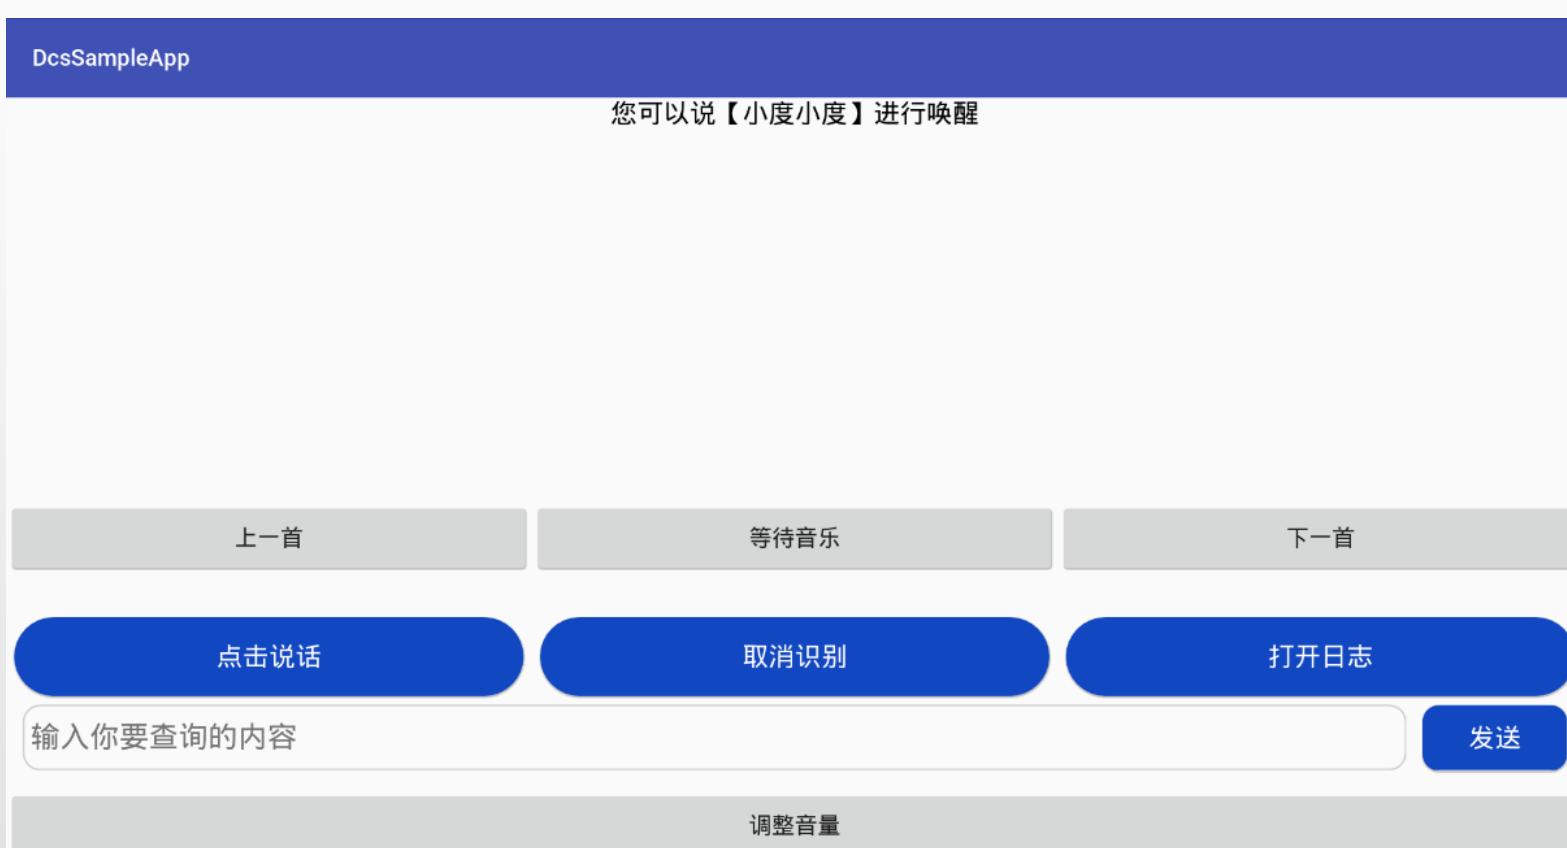 DcsSampleApp
您可以说【小度小度】进行唤醒
上一首 等待音乐 下一首
点击说话 取消识别 打开日志
输入你要查询的内容 发送
调整音量